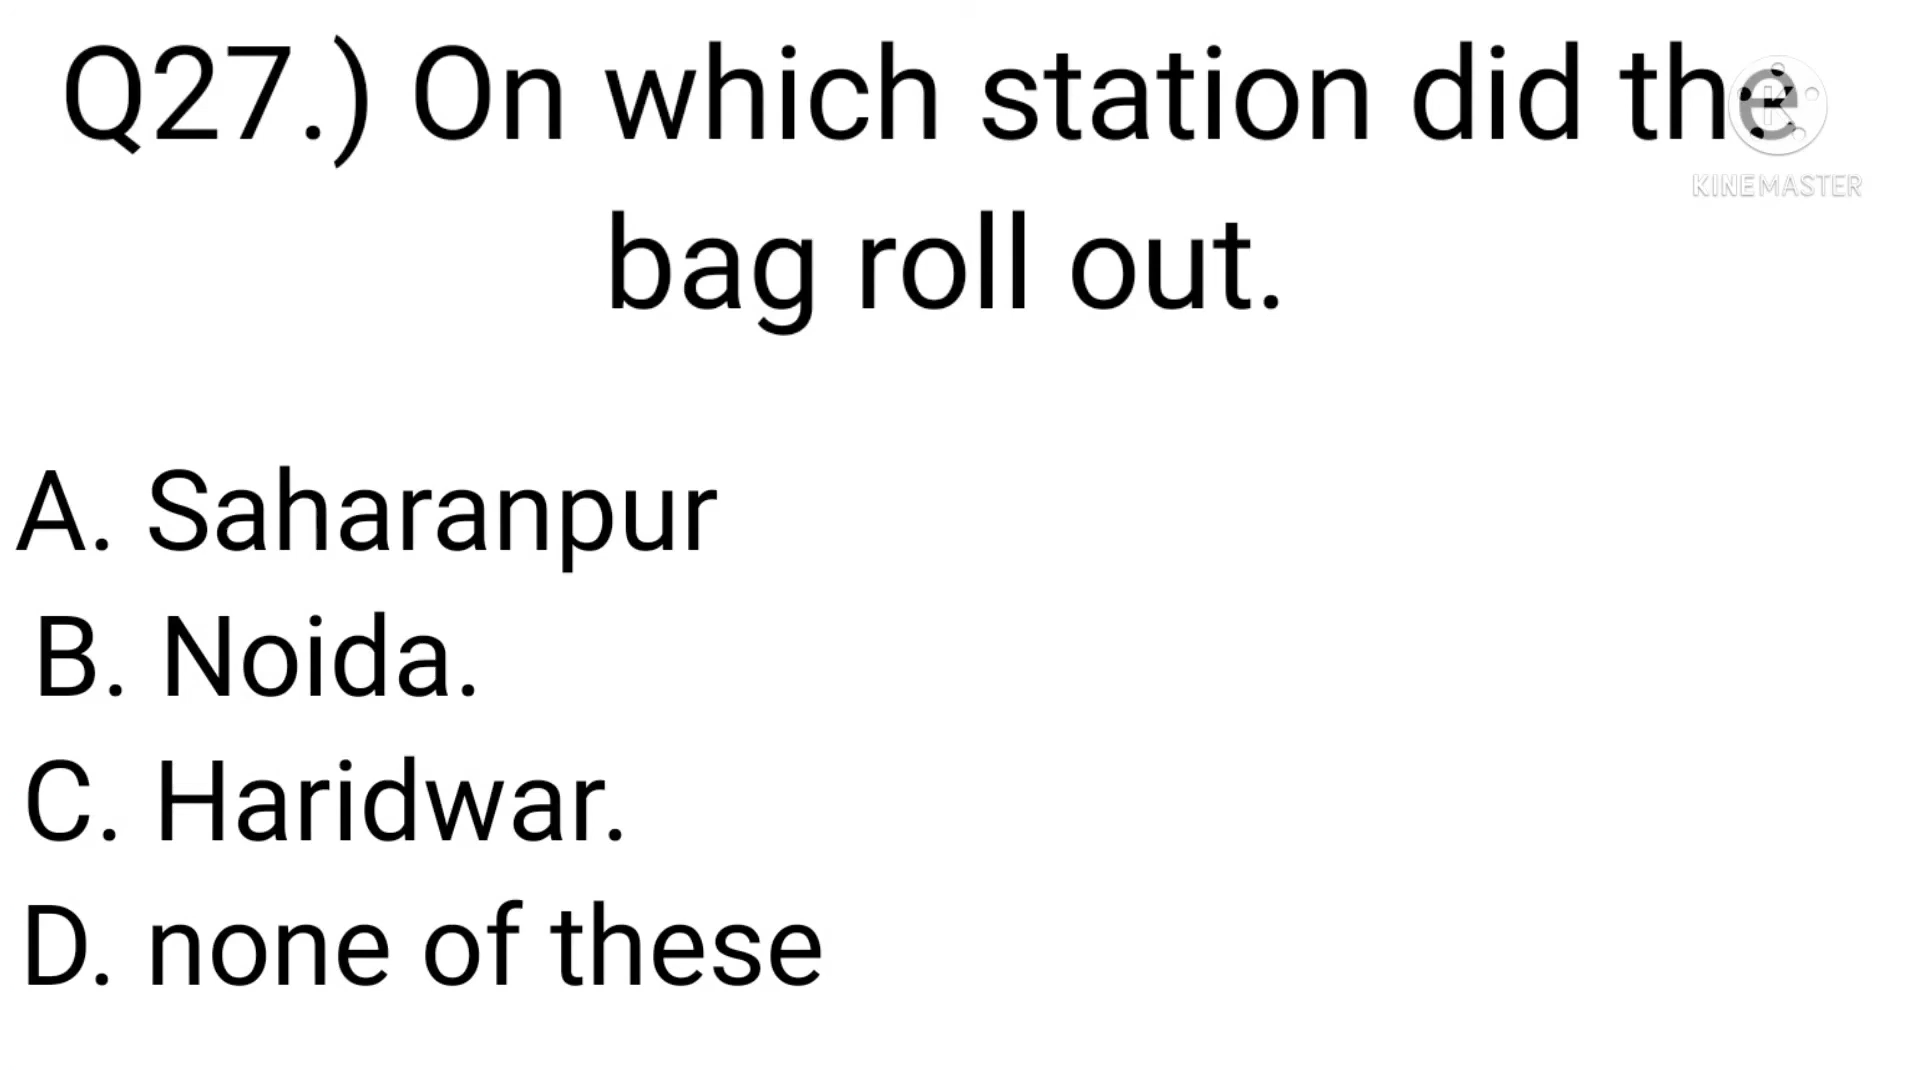 Q27.) On which station did the
KINEMASTER
bag roll out.
A. Saharanpur
B. Noida.
C. Haridwar.
D. none of these